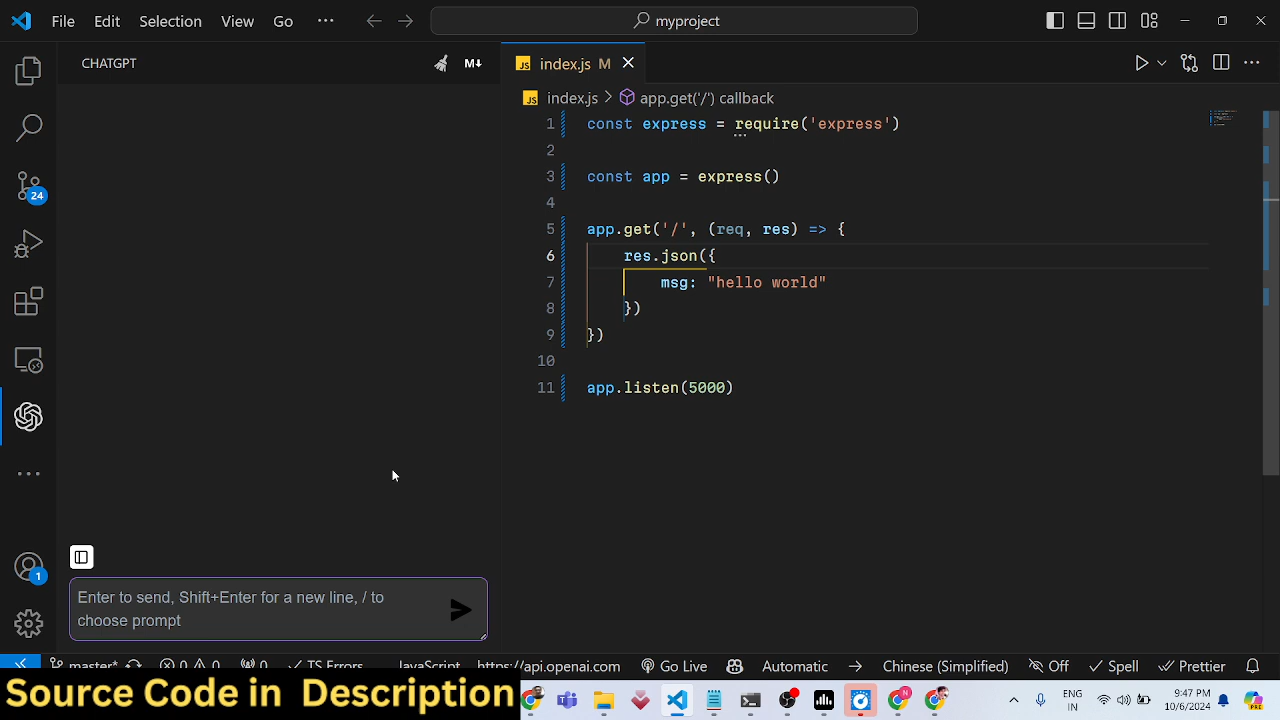 File Edit Selection View Go ··· myproject
CHATGPT M↓
JS index.js M
JS index.js > app.get('/') callback
1 const express = require('express')
2
3 const app = express()
4
5 app.get('/', (req, res) => {
6 res.json({
7 msg: "hello world"
8 })
9 })
10
11 app.listen(5000)
24
1
Enter to send, Shift+Enter for a new line, / to
choose prompt
master* 0 0 0 TS Errors JavaScript https://api.openai.com Go Live Automatic Chinese (Simplified) Off Spell Prettier
Source Code in Description
ENG
IN
9:47 PM
10/6/2024
PRE